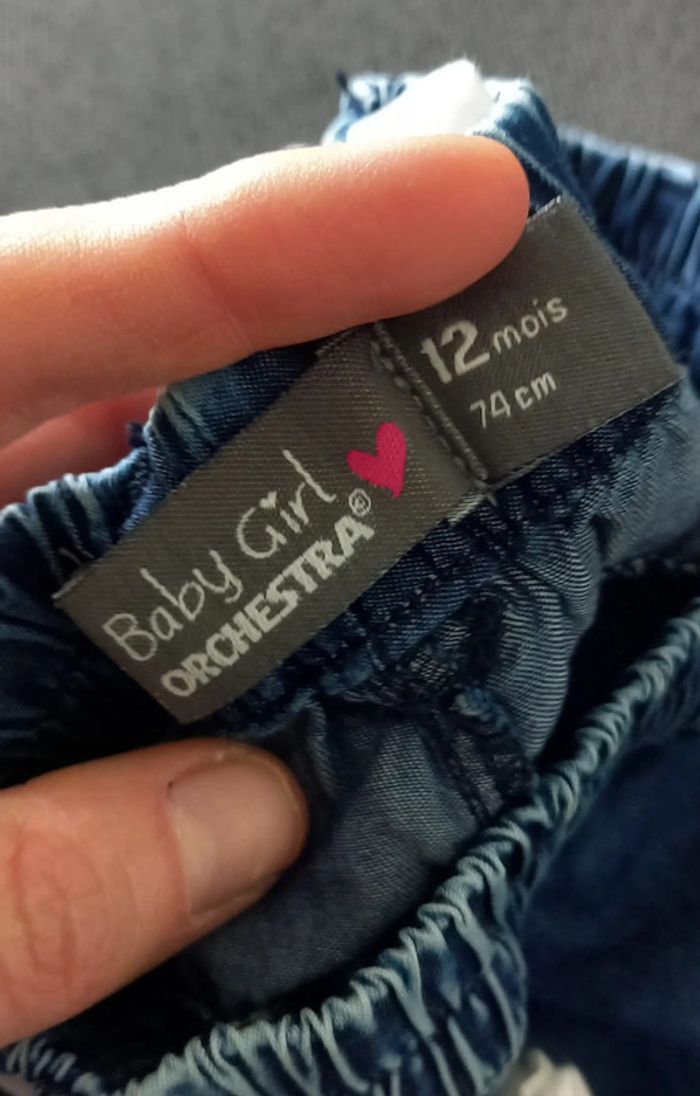 Baby Girl
ORCHESTRA®
12 mois
74 cm